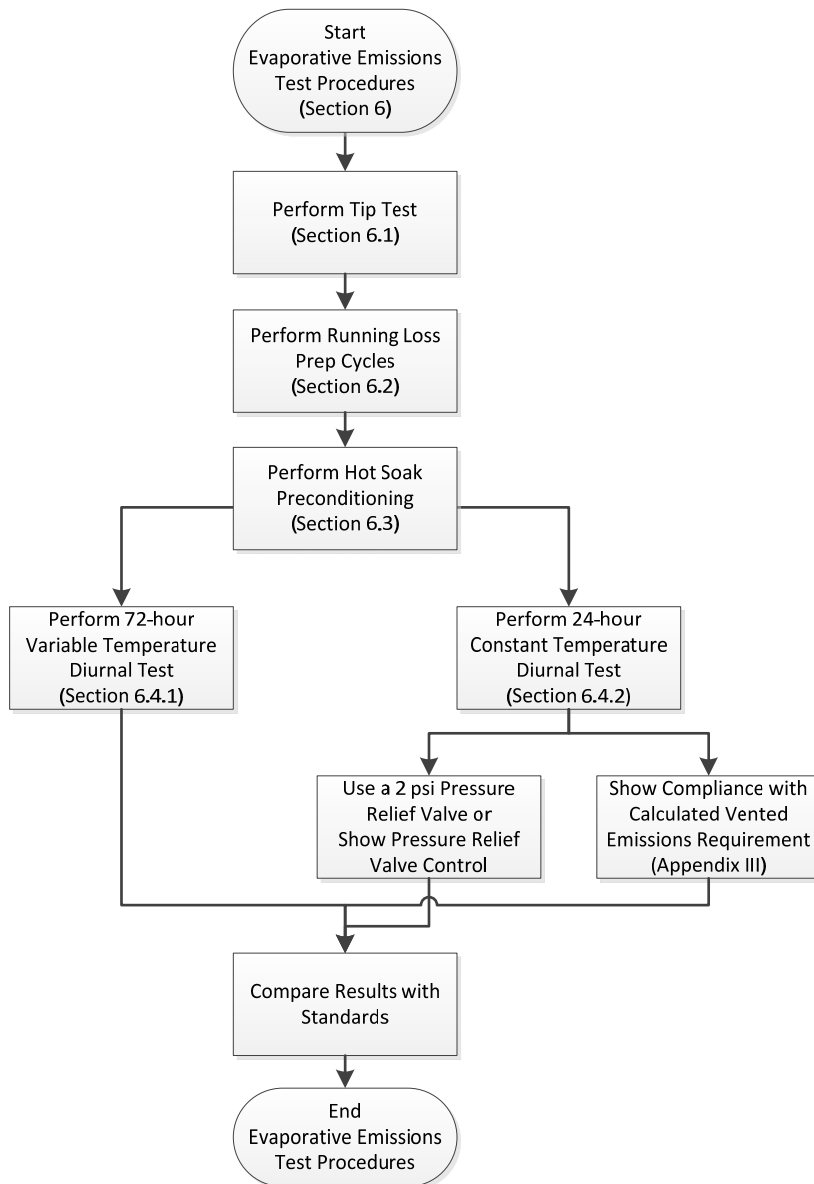 Start
Evaporative Emissions
Test Procedures
(Section 6)
Perform Tip Test
(Section 6.1)
Perform Running Loss
Prep Cycles
(Section 6.2)
Perform Hot Soak
Preconditioning
(Section 6.3)
Perform 72-hour
Variable Temperature
Diurnal Test
(Section 6.4.1)
Perform 24-hour
Constant Temperature
Diurnal Test
(Section 6.4.2)
Use a 2 psi Pressure
Relief Valve or
Show Pressure Relief
Valve Control
Show Compliance with
Calculated Vented
Emissions Requirement
(Appendix III)
Compare Results with
Standards
End
Evaporative Emissions
Test Procedures